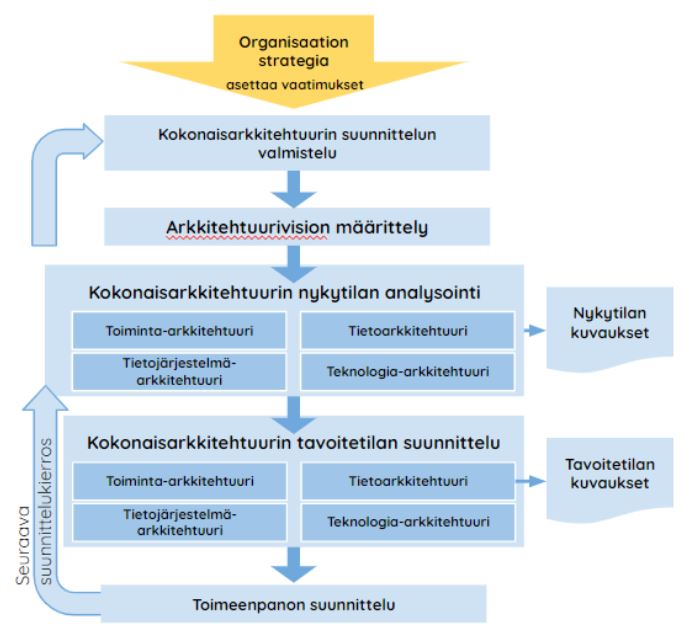 Organisaation
strategia
asettaa vaatimukset
Kokonaisarkkitehtuurin suunnittelun
valmistelu
Arkkitehtuurivision määrittely
Kokonaisarkkitehtuurin nykytilan analysointi
Toiminta-arkkitehtuuri
Tietoarkkitehtuuri
Tietojärjestelmä-
arkkitehtuuri
Teknologia-arkkitehtuuri
Nykytilan
kuvaukset
Kokonaisarkkitehtuurin tavoitetilan suunnittelu
Toiminta-arkkitehtuuri
Tietoarkkitehtuuri
Tietojärjestelmä-
arkkitehtuuri
Teknologia-arkkitehtuuri
Tavoitetilan
kuvaukset
Seuraava
suunnittelukierros
Toimeenpanon suunnittelu